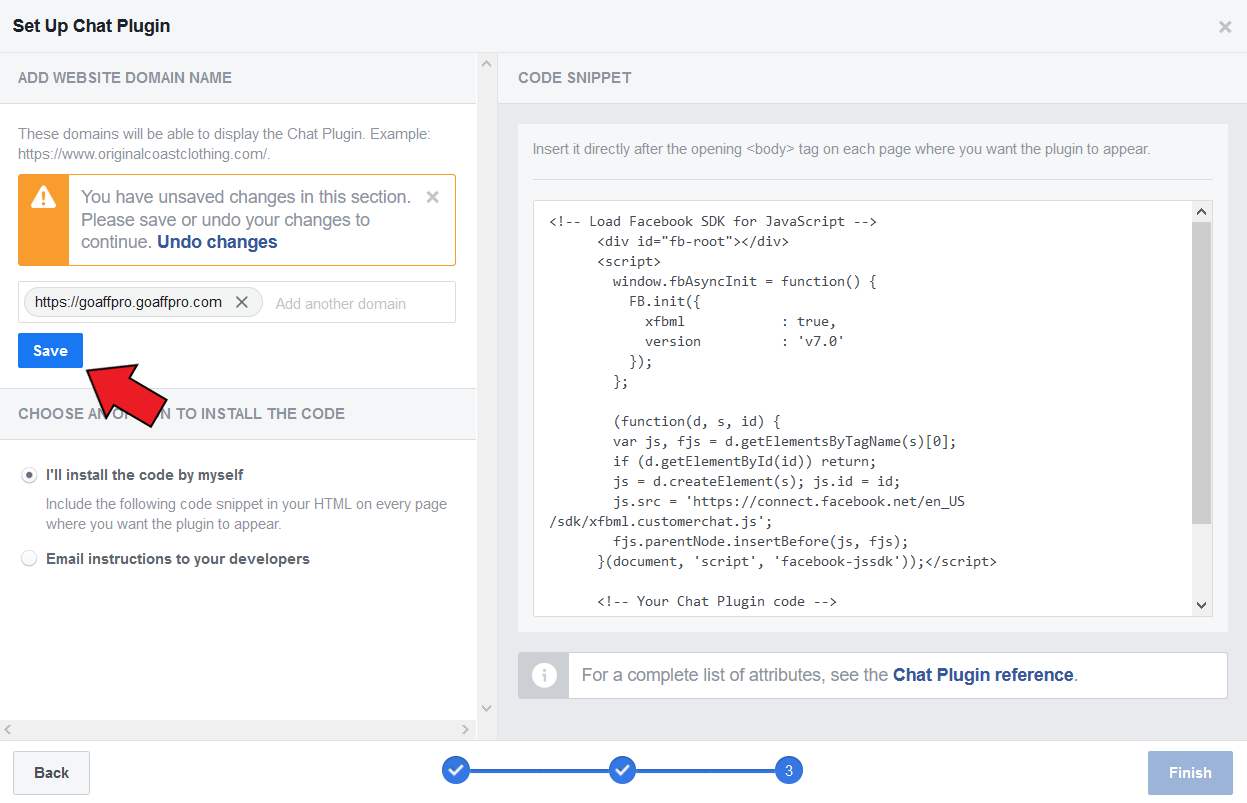 Set Up Chat Plugin
ADD WEBSITE DOMAIN NAME
These domains will be able to display the Chat Plugin. Example:
https://www.originalcoastclothing.com/.
You have unsaved changes in this section.
Please save or undo your changes to
continue. Undo changes
https://goaffpro.goaffpro.com
Add another domain
Save
CHOOSE AN OPTION TO INSTALL THE CODE
I'll install the code by myself
Include the following code snippet in your HTML on every page
where you want the plugin to appear.
Email instructions to your developers
CODE SNIPPET
Insert it directly after the opening <body> tag on each page where you want the plugin to appear.
<!-- Load Facebook SDK for JavaScript -->
<div id="fb-root"></div>
<script>
window.fbAsyncInit = function() {
FB.init({
xfbml : true,
version : 'v7.0'
});
};
(function(d, s, id) {
var js, fjs = d.getElementsByTagName(s)[0];
if (d.getElementById(id)) return;
js = d.createElement(s); js.id = id;
js.src = 'https://connect.facebook.net/en_US
/sdk/xfbml.customerchat.js';
fjs.parentNode.insertBefore(js, fjs);
}(document, 'script', 'facebook-jssdk'));</script>
<!-- Your Chat Plugin code -->
For a complete list of attributes, see the Chat Plugin reference.
Back
3
Finish